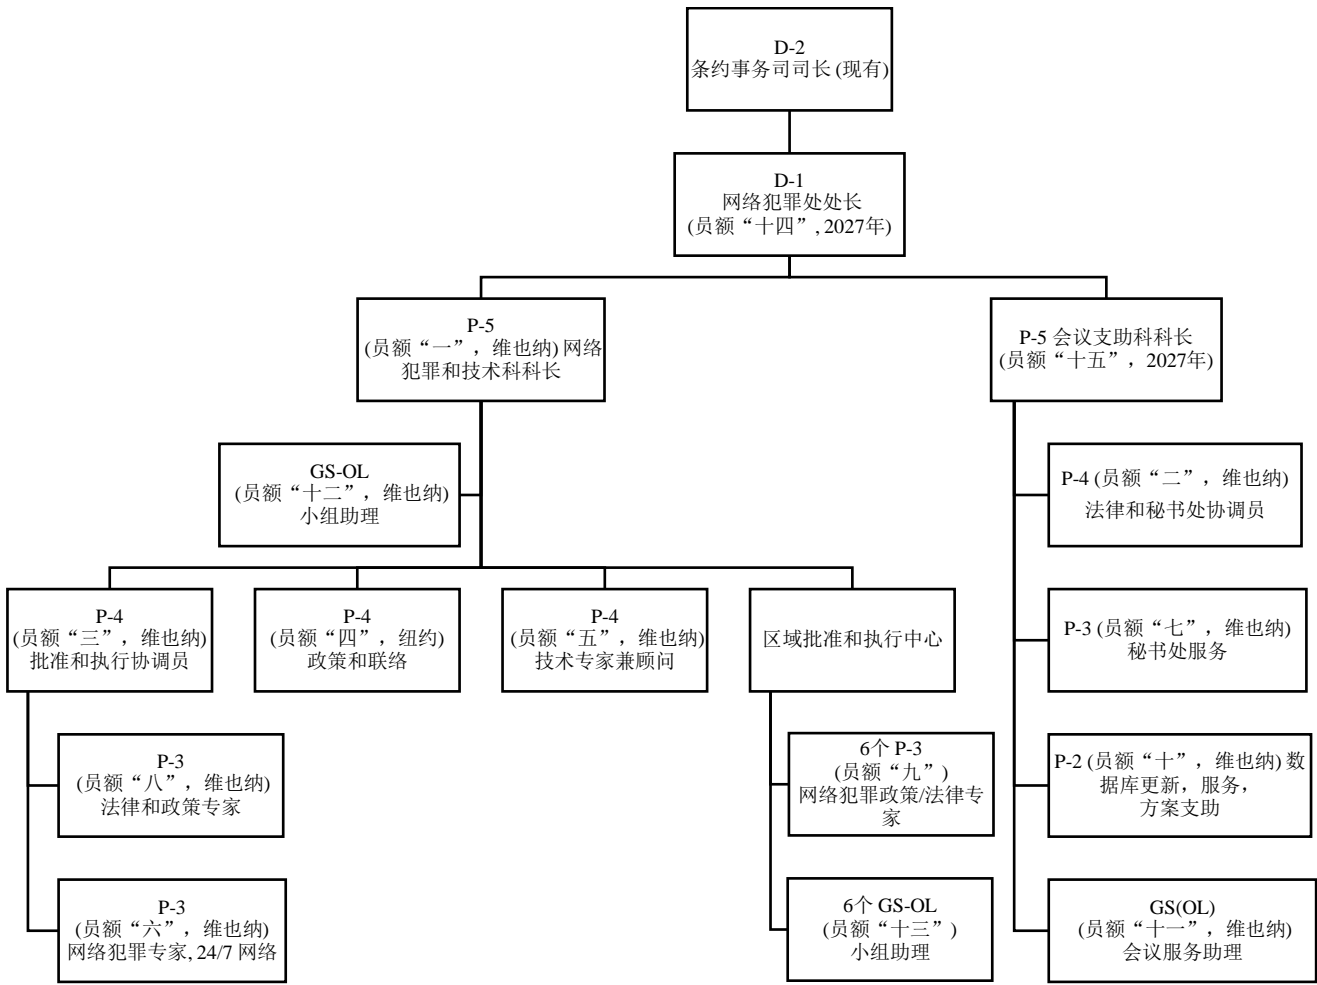 D-2
条约事务司司长 (现有)
D-1
网络犯罪处处长
(员额“十四”, 2027年)
P-5
(员额“一”，维也纳) 网络
犯罪和技术科科长
P-5 会议支助科科长
(员额“十五”，2027年)
GS-OL
(员额“十二”，维也纳)
小组助理
P-4 (员额“二”，维也纳)
法律和秘书处协调员
P-4
(员额“三”，维也纳)
批准和执行协调员
P-4
(员额“四”，纽约)
政策和联络
P-4
(员额“五”，维也纳)
技术专家兼顾问
区域批准和执行中心
P-3 (员额“七”，维也纳)
秘书处服务
P-3
(员额“八”，维也纳)
法律和政策专家
6个 P-3
(员额“九”)
网络犯罪政策/法律专
家
P-2 (员额“十”，维也纳) 数
据库更新，服务，
方案支助
P-3
(员额“六”，维也纳)
网络犯罪专家, 24/7 网络
6个 GS-OL
(员额“十三”)
小组助理
GS(OL)
(员额“十一”，维也纳)
会议服务助理